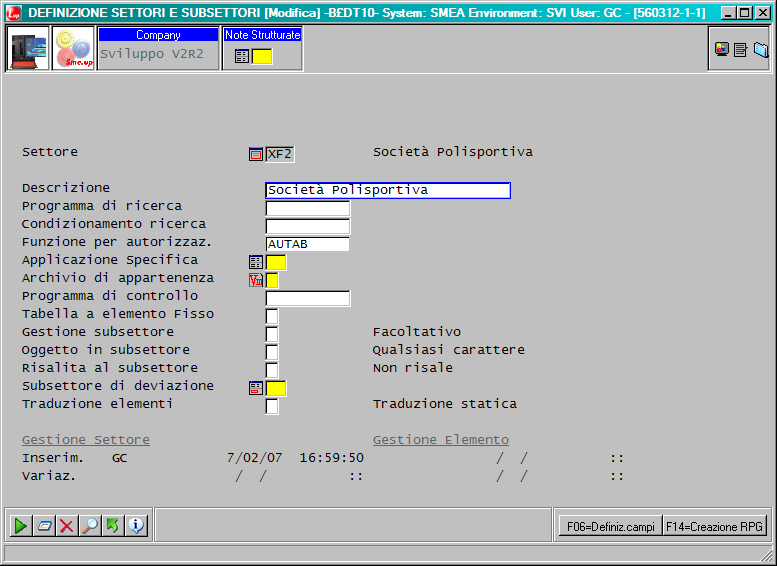 DEFINIZIONE SETTORI E SUBSETTORI [Modifica] -B£DT10- System: SMEA Environment: SVI User: GC - [560312-1-1]
Sme.up
Company
Sviluppo V2R2
Note Strutturate
Settore XF2 Società Polisportiva
Descrizione Società Polisportiva
Programma di ricerca
Condizionamento ricerca
Funzione per autorizzaz. AUTAB
Applicazione Specifica
Archivio di appartenenza
Programma di controllo
Tabella a elemento Fisso
Gestione subsettore Facoltativo
Oggetto in subsettore Qualsiasi carattere
Risalita al subsettore Non risale
Subsettore di deviazione
Traduzione elementi Traduzione statica
Gestione Settore Gestione Elemento
Inserim. GC 7/02/07 16:59:50 / / ::
Variaz. / / :: / / ::
F06=Definiz.campi F14=Creazione RPG